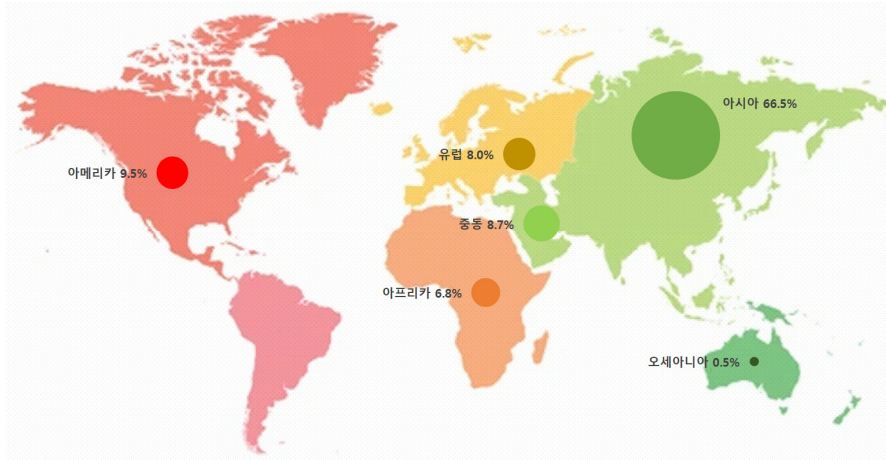 아시아 66.5%
유럽 8.0%
아메리카 9.5%
중동 8.7%
아프리카 6.8%
오세아니아 0.5%